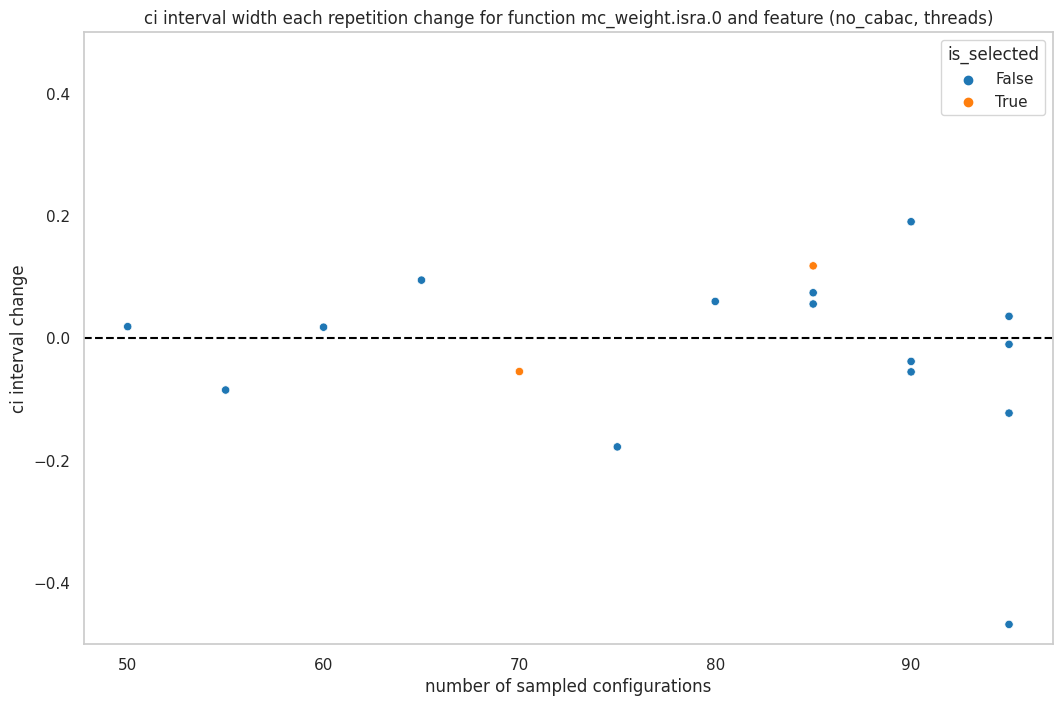 ci interval width each repetition change for function mc_weight.isra.0 and feature (no_cabac, threads)
is_selected
False
True
0.4
0.2
0.0
−0.2
−0.4
ci interval change
50
60
70
80
90
number of sampled configurations